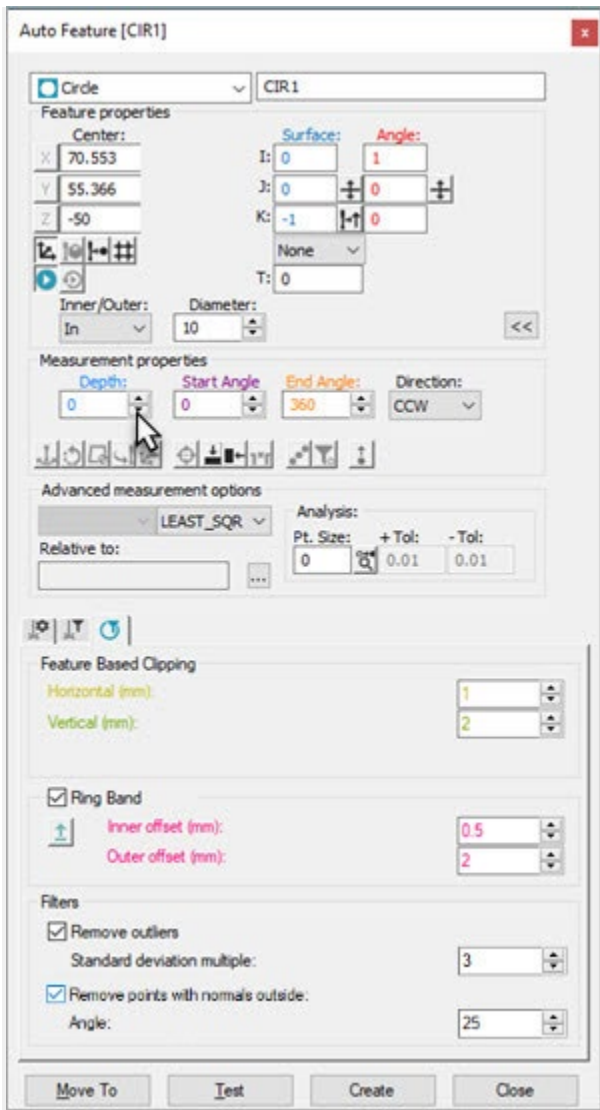 Auto Feature [CIR1]
x
Circle CIR1
Feature properties
Center: Surface: Angle:
X 70.553 I: 0 1
Y 55.366 J: 0 0
Z -50 K: -1 0
None
T: 0
Inner/Outer: Diameter:
In 10 <<
Measurement properties
Depth: Start Angle End Angle: Direction:
0 0 360 CCW
Advanced measurement options
LEAST_SQR Analysis:
Pt. Size: + Tol: - Tol:
0 0.01 0.01
Relative to:
...
Feature Based Clipping
Horizontal (mm): 1
Vertical (mm): 2
Ring Band
Inner offset (mm): 0.5
Outer offset (mm): 2
Filters
Remove outliers
Standard deviation multiple: 3
Remove points with normals outside:
Angle: 25
Move To Test Create Close